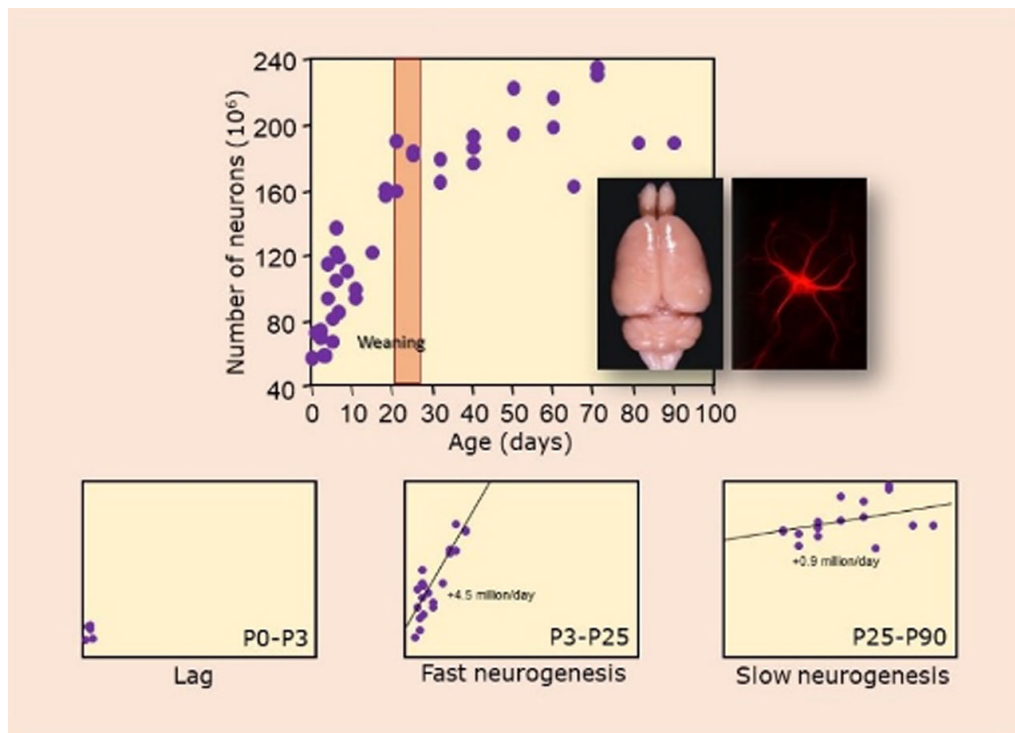 240
200
160
120
80
40
Number of neurons (10⁶)
Weaning
0 10 20 30 40 50 60 70 80 90 100
Age (days)
P0-P3
Lag
+4.5 million/day
P3-P25
Fast neurogenesis
+0.9 million/day
P25-P90
Slow neurogenesis